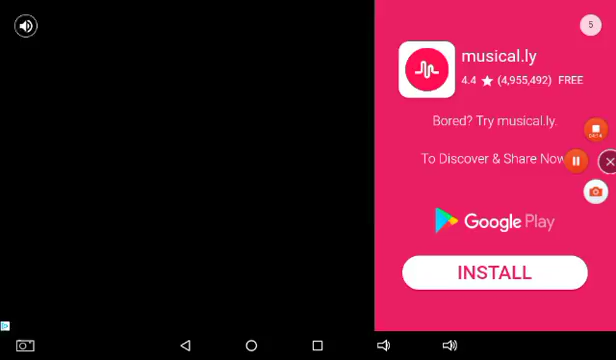 5
musical.ly
4.4 ★ (4,955,492) FREE
Bored? Try musical.ly.
To Discover & Share Now
Google Play
INSTALL